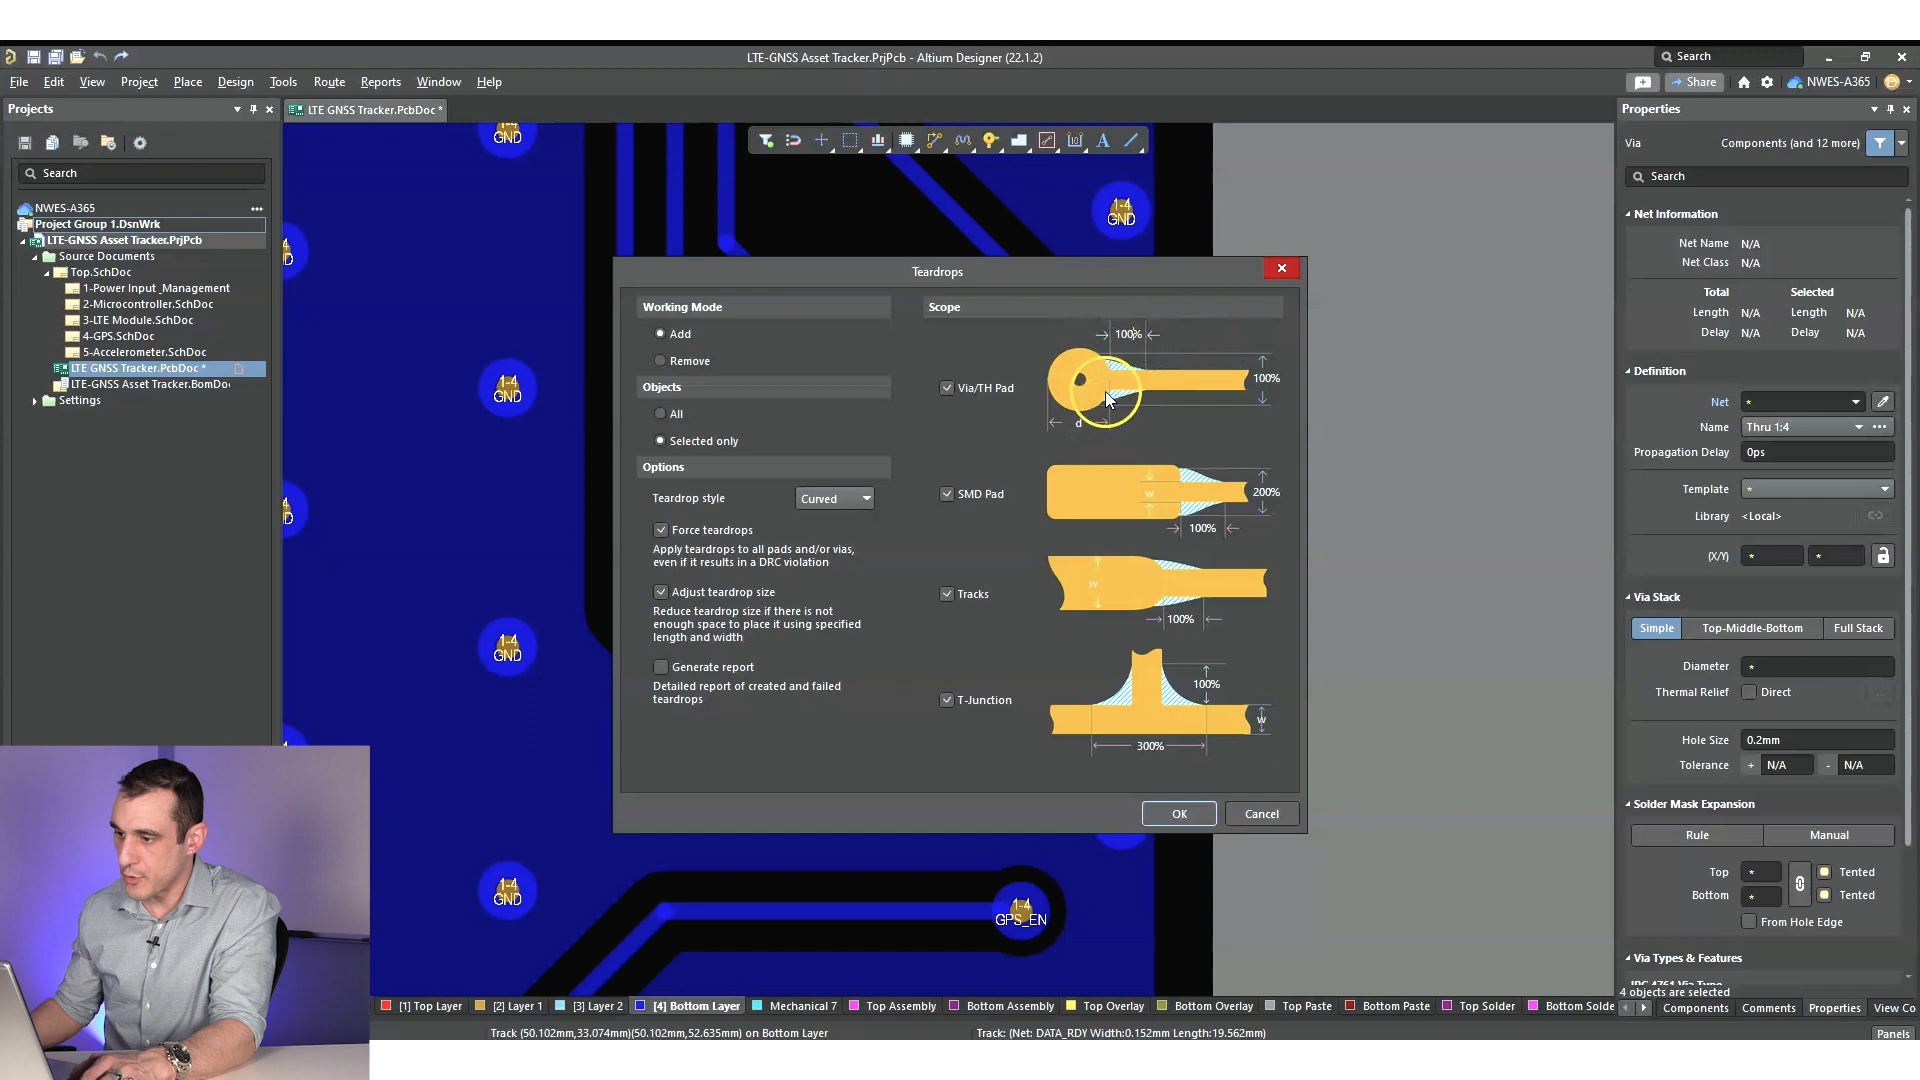 LTE-GNSS Asset Tracker.PrjPcb - Altium Designer (22.1.2)
Search
File Edit View Project Place Design Tools Route Reports Window Help
Share
NWES-A365
Projects
LTE GNSS Tracker.PcbDoc *
Properties
Via
Components (and 12 more)
Search
Search
NWES-A365
Project Group 1.DsnWrk
LTE-GNSS Asset Tracker.PrjPcb
Source Documents
Top.SchDoc
1-Power Input _Management
2-Microcontroller.SchDoc
3-LTE Module.SchDoc
4-GPS.SchDoc
5-Accelerometer.SchDoc
LTE GNSS Tracker.PcbDoc *
LTE-GNSS Asset Tracker.BomDo
Settings
GND
1-4
GND
1-4
GND
1-4
GND
1-4
GND
1-4
GPS_EN
Teardrops
Working Mode
Add
Remove
Objects
All
Selected only
Options
Teardrop style
Curved
Force teardrops
Apply teardrops to all pads and/or vias,
even if it results in a DRC violation
Adjust teardrop size
Reduce teardrop size if there is not
enough space to place it using specified
length and width
Generate report
Detailed report of created and failed
teardrops
Scope
100%
Via/TH Pad
100%
d
SMD Pad
w
200%
100%
Tracks
w
100%
T-Junction
100%
w
300%
OK
Cancel
Net Information
Net Name N/A
Net Class N/A
Total Selected
Length N/A Length N/A
Delay N/A Delay N/A
Definition
Net *
Name Thru 1:4
Propagation Delay 0ps
Template *
Library <Local>
(X/Y) * *
Via Stack
Simple Top-Middle-Bottom Full Stack
Diameter *
Thermal Relief Direct
Hole Size 0.2mm
Tolerance + N/A - N/A
Solder Mask Expansion
Rule Manual
Top * Tented
Bottom * Tented
From Hole Edge
Via Types & Features
4 objects are selected
Components Comments Properties View Co
Panels
[1] Top Layer [2] Layer 1 [3] Layer 2 [4] Bottom Layer Mechanical 7 Top Assembly Bottom Assembly Top Overlay Bottom Overlay Top Paste Bottom Paste Top Solder Bottom Solde
Track (50.102mm,33.074mm)(50.102mm,52.635mm) on Bottom Layer
Track: (Net: DATA_RDY Width:0.152mm Length:19.562mm)